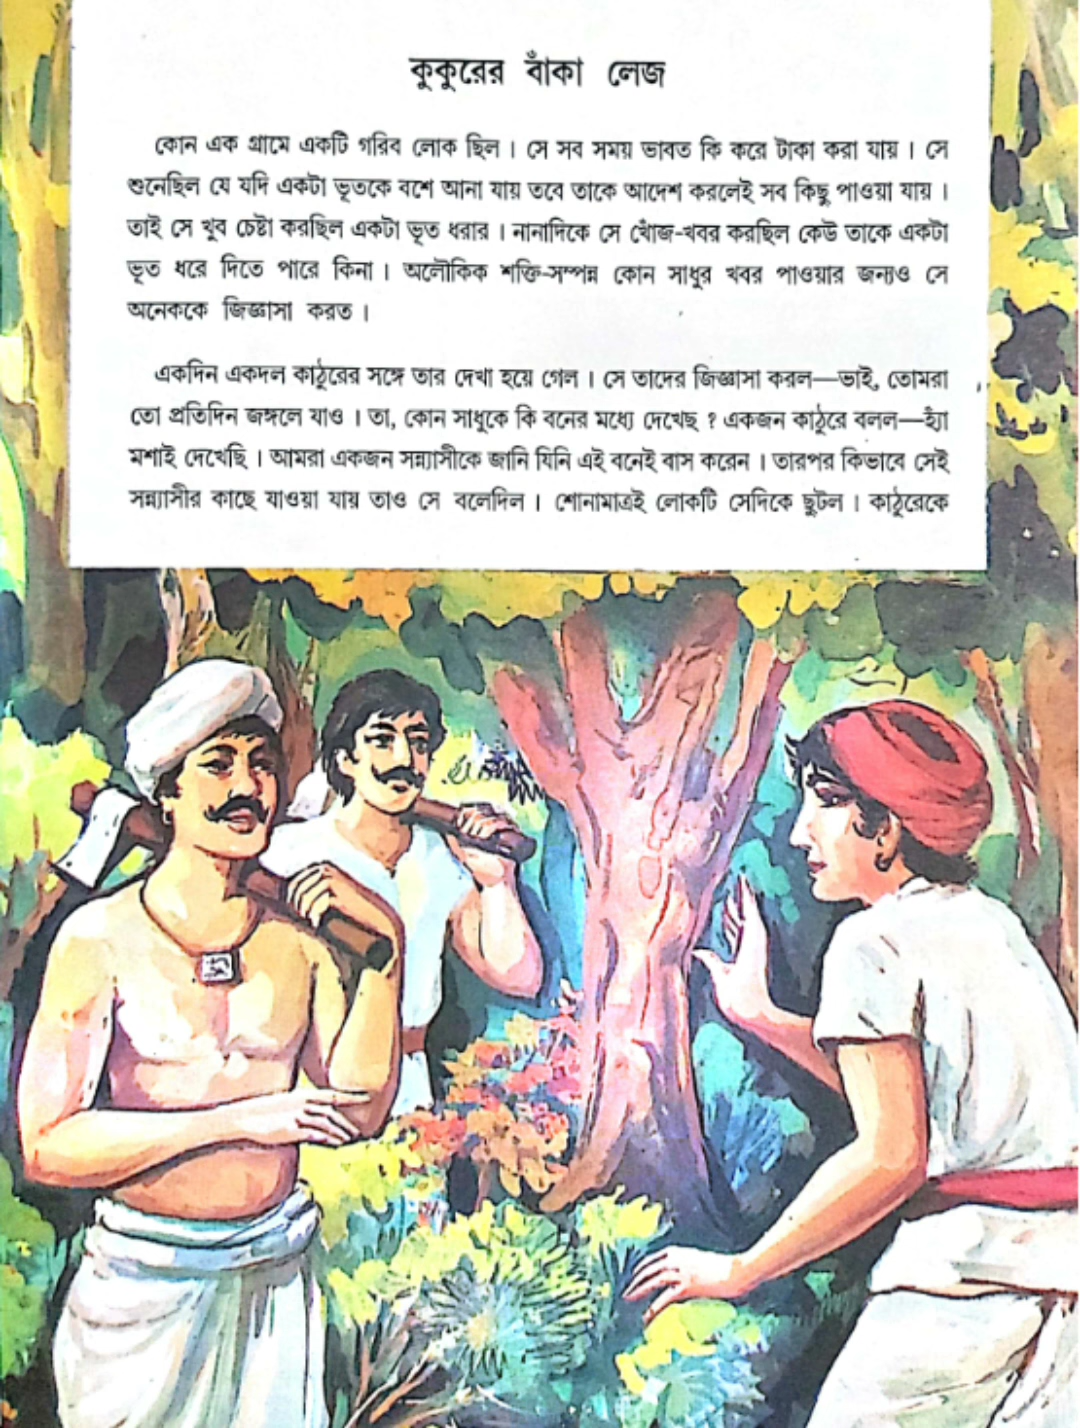 কুকুরের বাঁকা লেজ
কোন এক গ্রামে একটি গরিব লোক ছিল। সে সব সময় ভাবত কি করে টাকা করা যায়। সে
শুনেছিল যে যদি একটা ভূতকে বশে আনা যায় তবে তাকে আদেশ করলেই সব কিছু পাওয়া যায়।
তাই সে খুব চেষ্টা করছিল একটা ভূত ধরার। নানাদিকে সে খোঁজ-খবর করছিল কেউ তাকে একটা
ভূত ধরে দিতে পারে কিনা। অলৌকিক শক্তি-সম্পন্ন কোন সাধুর খবর পাওয়ার জন্যও সে
অনেককে জিজ্ঞাসা করত।
একদিন একদল কাঠুরের সঙ্গে তার দেখা হয়ে গেল। সে তাদের জিজ্ঞাসা করল—ভাই, তোমরা
তো প্রতিদিন জঙ্গলে যাও। তা, কোন সাধুকে কি বনের মধ্যে দেখেছ? একজন কাঠুরে বলল—হ্যাঁ
মশাই দেখেছি। আমরা একজন সন্ন্যাসীকে জানি যিনি এই বনেই বাস করেন। তারপর কিভাবে সেই
সন্ন্যাসীর কাছে যাওয়া যায় তাও সে বলেদিল। শোনামাত্রই লোকটি সেদিকে ছুটল। কাঠুরেকে